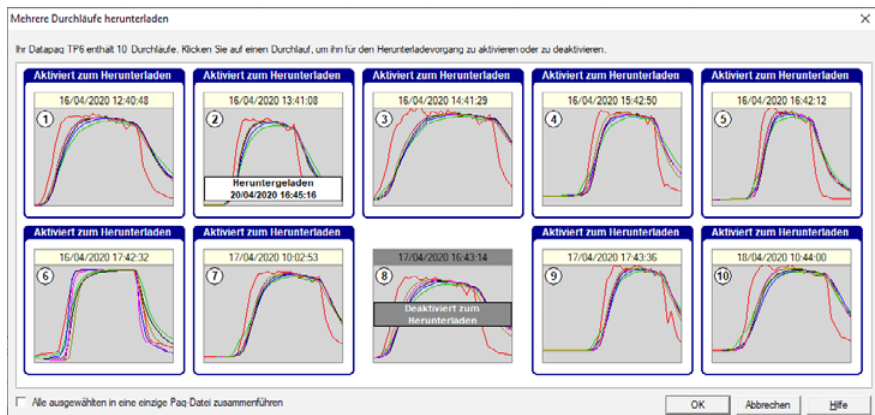 Mehrere Durchläufe herunterladen
Ihr Datapaq TP6 enthält 10 Durchläufe. Klicken Sie auf einen Durchlauf, um ihn für den Herunterladevorgang zu aktivieren oder zu deaktivieren.
Aktiviert zum Herunterladen
16/04/2020 12:40:48
1
Aktiviert zum Herunterladen
16/04/2020 13:41:08
2
Heruntergeladen
20/04/2020 16:45:16
Aktiviert zum Herunterladen
16/04/2020 14:41:29
3
Aktiviert zum Herunterladen
16/04/2020 15:42:50
4
Aktiviert zum Herunterladen
16/04/2020 16:42:12
5
Aktiviert zum Herunterladen
16/04/2020 17:42:32
6
Aktiviert zum Herunterladen
17/04/2020 10:02:53
7
17/04/2020 16:43:14
8
Deaktiviert zum
Herunterladen
Aktiviert zum Herunterladen
17/04/2020 17:43:36
9
Aktiviert zum Herunterladen
18/04/2020 10:44:00
10
Alle ausgewählten in eine einzige Paq-Datei zusammenführen
OK
Abbrechen
Hilfe